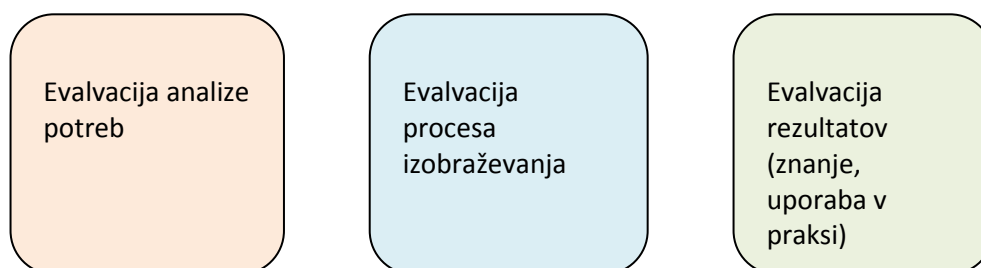 Evalvacija analize
potreb
Evalvacija
procesa
izobraževanja
Evalvacija
rezultatov
(znanje,
uporaba v
praksi)